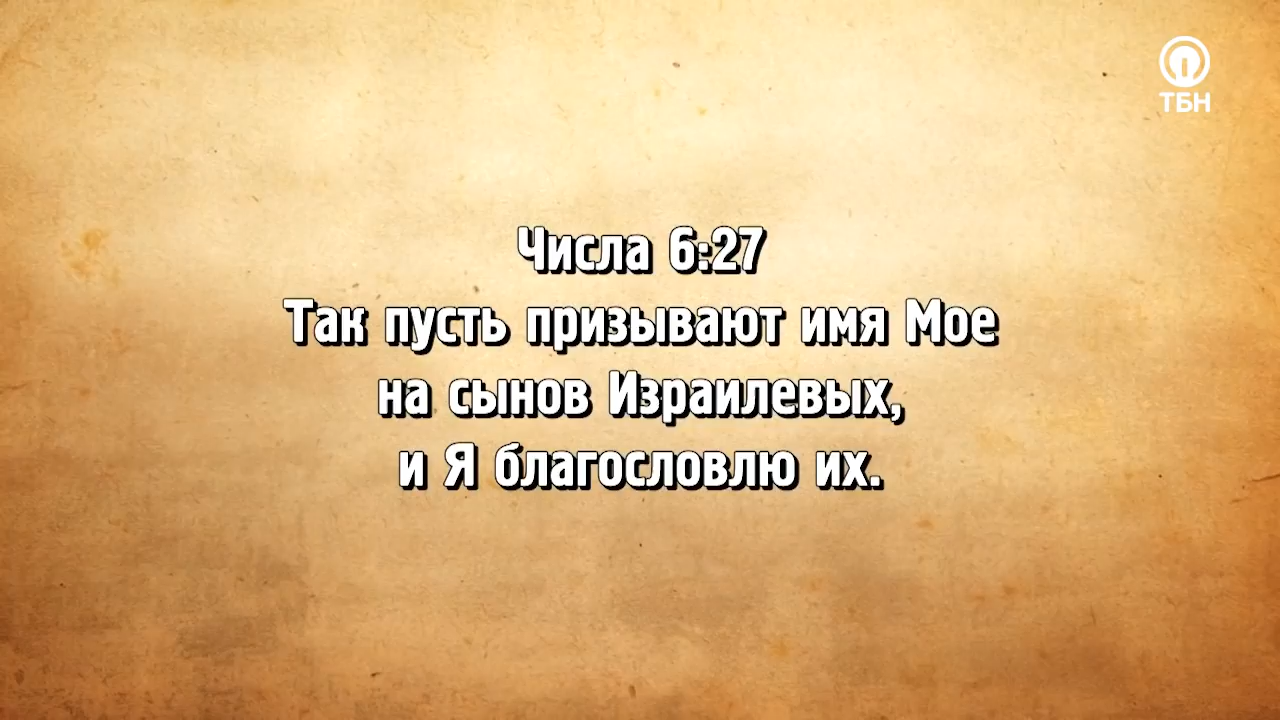 ТБН
Числа 6:27
Так пусть призывают имя Мое
на сынов Израилевых,
и Я благословлю их.